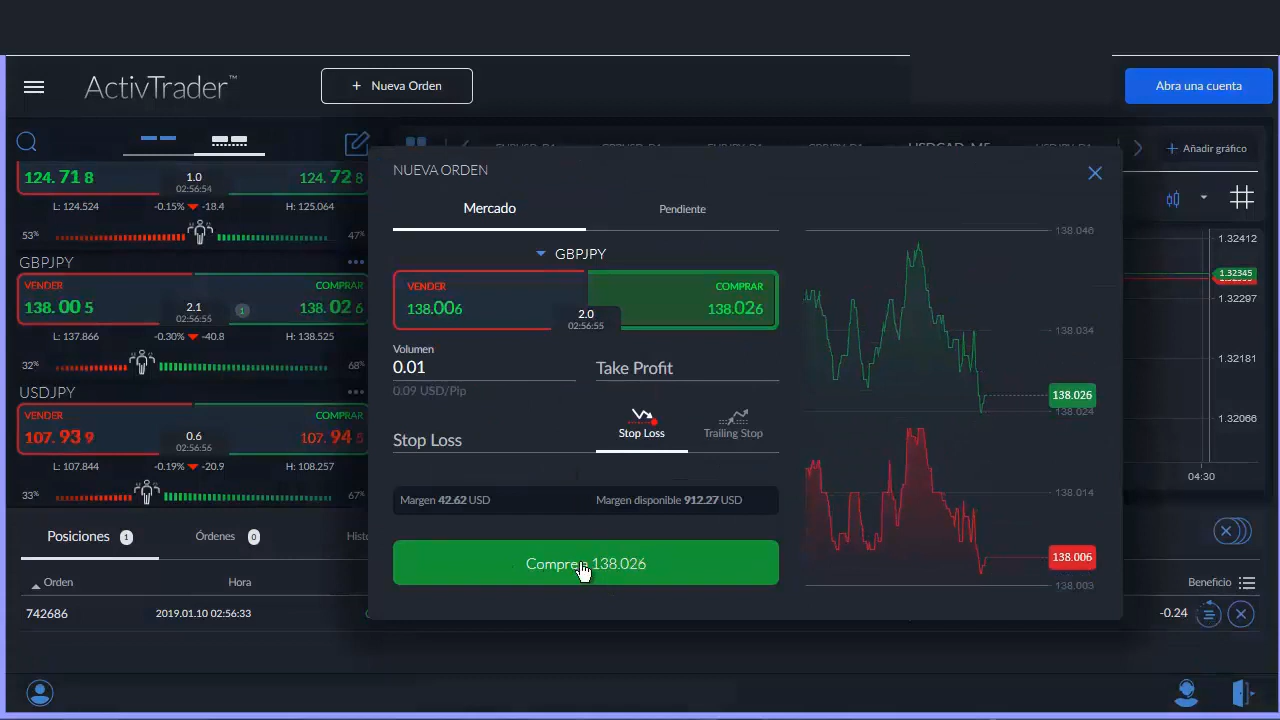 ActivTrader™
+ Nueva Orden
Abra una cuenta
USDCAD, M5
+ Añadir gráfico
124. 71 8
1.0
02:56:54
124. 72 8
L: 124.524
-0.15% -18.4
H: 125.064
53%
47%
GBPJPY
VENDER
COMPRAR
138. 00 5
2.1
02:56:55
1
138. 02 6
L: 137.866
-0.30% -40.8
H: 138.525
32%
68%
USDJPY
VENDER
COMPRAR
107. 93 9
0.6
02:56:56
107. 94 5
L: 107.844
-0.19% -20.9
H: 108.257
33%
67%
NUEVA ORDEN
Mercado
Pendiente
GBPJPY
VENDER
138.006
2.0
02:56:55
COMPRAR
138.026
Volumen
0.01
0.09 USD/Pip
Take Profit
Stop Loss
Stop Loss
Trailing Stop
Margen 42.62 USD
Margen disponible 912.27 USD
138.026
138.046
138.034
138.026
138.024
138.014
138.006
138.003
1.32412
1.32345
1.32297
1.32181
1.32066
04:30
Posiciones 1
Órdenes 0
Orden
Hora
Beneficio
742686
2019.01.10 02:56:33
-0.24